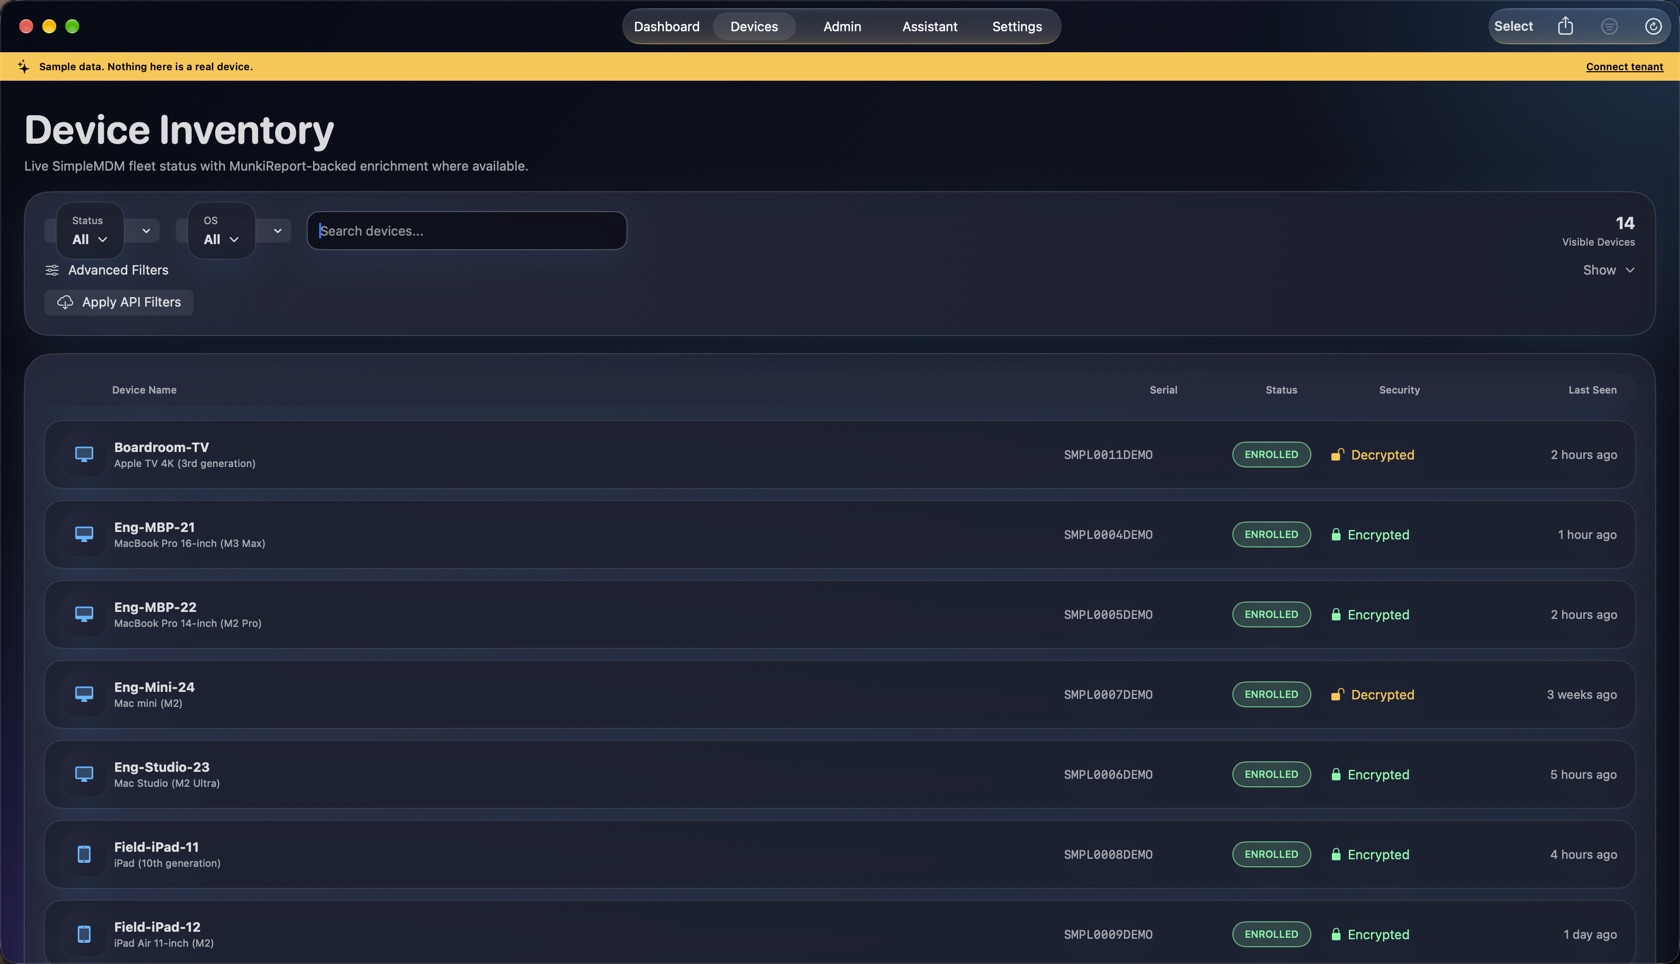 Dashboard Devices Admin Assistant Settings Select
Sample data. Nothing here is a real device. Connect tenant
Device Inventory
Live SimpleMDM fleet status with MunkiReport-backed enrichment where available.
Status
All
OS
All
Search devices...
14
Visible Devices
Advanced Filters
Show
Apply API Filters
Device Name Serial Status Security Last Seen
Boardroom-TV
Apple TV 4K (3rd generation)
SMPL0011DEMO ENROLLED Decrypted 2 hours ago
Eng-MBP-21
MacBook Pro 16-inch (M3 Max)
SMPL0004DEMO ENROLLED Encrypted 1 hour ago
Eng-MBP-22
MacBook Pro 14-inch (M2 Pro)
SMPL0005DEMO ENROLLED Encrypted 2 hours ago
Eng-Mini-24
Mac mini (M2)
SMPL0007DEMO ENROLLED Decrypted 3 weeks ago
Eng-Studio-23
Mac Studio (M2 Ultra)
SMPL0006DEMO ENROLLED Encrypted 5 hours ago
Field-iPad-11
iPad (10th generation)
SMPL0008DEMO ENROLLED Encrypted 4 hours ago
Field-iPad-12
iPad Air 11-inch (M2)
SMPL0009DEMO ENROLLED Encrypted 1 day ago